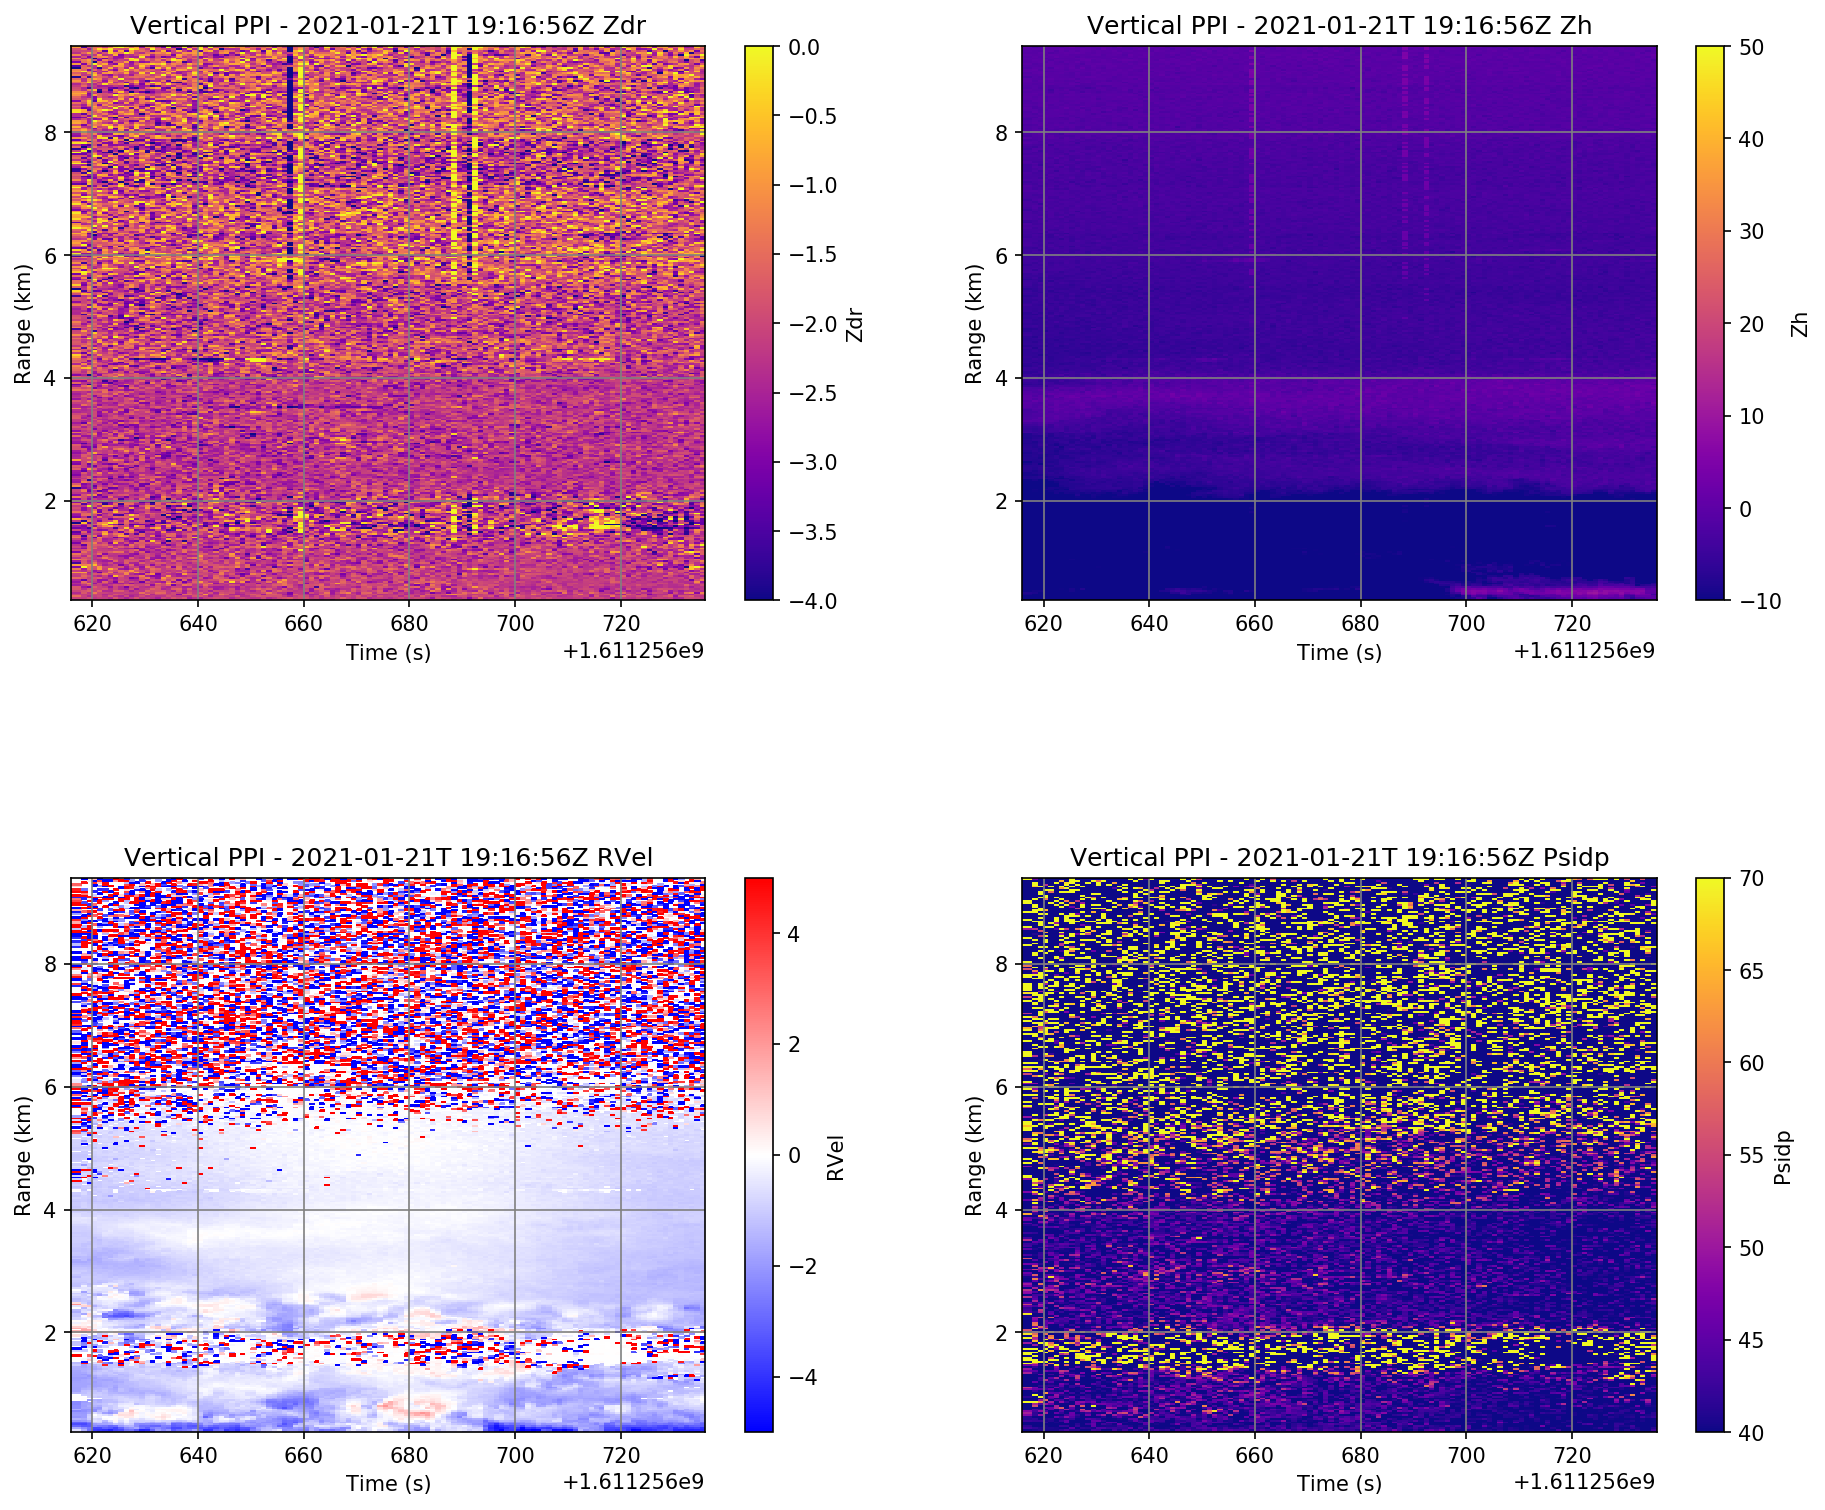 Vertical PPI - 2021-01-21T 19:16:56Z Zdr
8
6
4
2
Range (km)
620 640 660 680 700 720
Time (s)
+1.611256e9
0.0
−0.5
−1.0
−1.5
−2.0
−2.5
−3.0
−3.5
−4.0
Zdr
Vertical PPI - 2021-01-21T 19:16:56Z Zh
8
6
4
2
Range (km)
620 640 660 680 700 720
Time (s)
+1.611256e9
50
40
30
20
10
0
−10
Zh
Vertical PPI - 2021-01-21T 19:16:56Z RVel
8
6
4
2
Range (km)
620 640 660 680 700 720
Time (s)
+1.611256e9
4
2
0
−2
−4
RVel
Vertical PPI - 2021-01-21T 19:16:56Z Psidp
8
6
4
2
Range (km)
620 640 660 680 700 720
Time (s)
+1.611256e9
70
65
60
55
50
45
40
Psidp